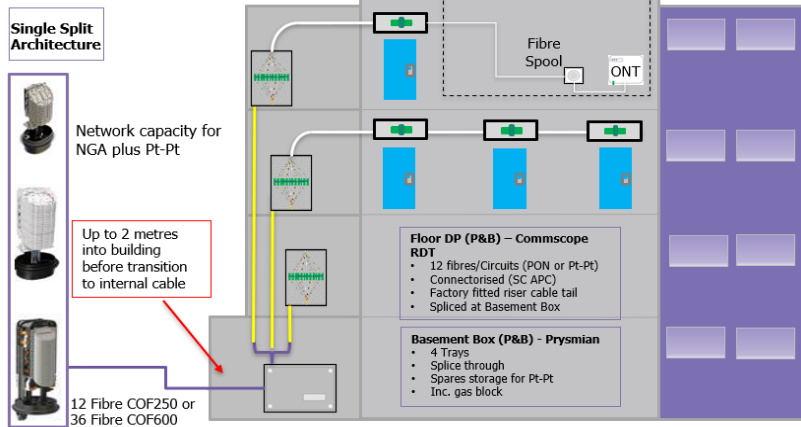 Single Split
Architecture
Network capacity for
NGA plus Pt-Pt
Up to 2 metres
into building
before transition
to internal cable
12 Fibre COF250 or
36 Fibre COF600
Fibre
Spool
ONT
Floor DP (P&B) – Commscope
RDT
• 12 fibres/Circuits (PON or Pt-Pt)
• Connectorised (SC APC)
• Factory fitted riser cable tail
• Spliced at Basement Box
Basement Box (P&B) - Prysmian
• 4 Trays
• Splice through
• Spares storage for Pt-Pt
• Inc. gas block